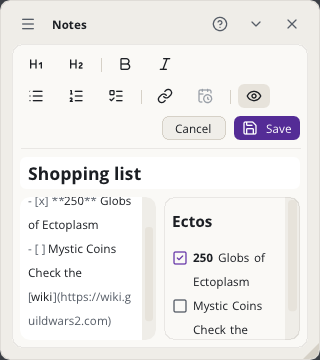 Notes
H1 H2 B I
Cancel Save
Shopping list
- [x] **250** Globs
of Ectoplasm
- [ ] Mystic Coins
Check the
[wiki](https://wiki.g
uildwars2.com)
Ectos
250 Globs of
Ectoplasm
Mystic Coins
Check the